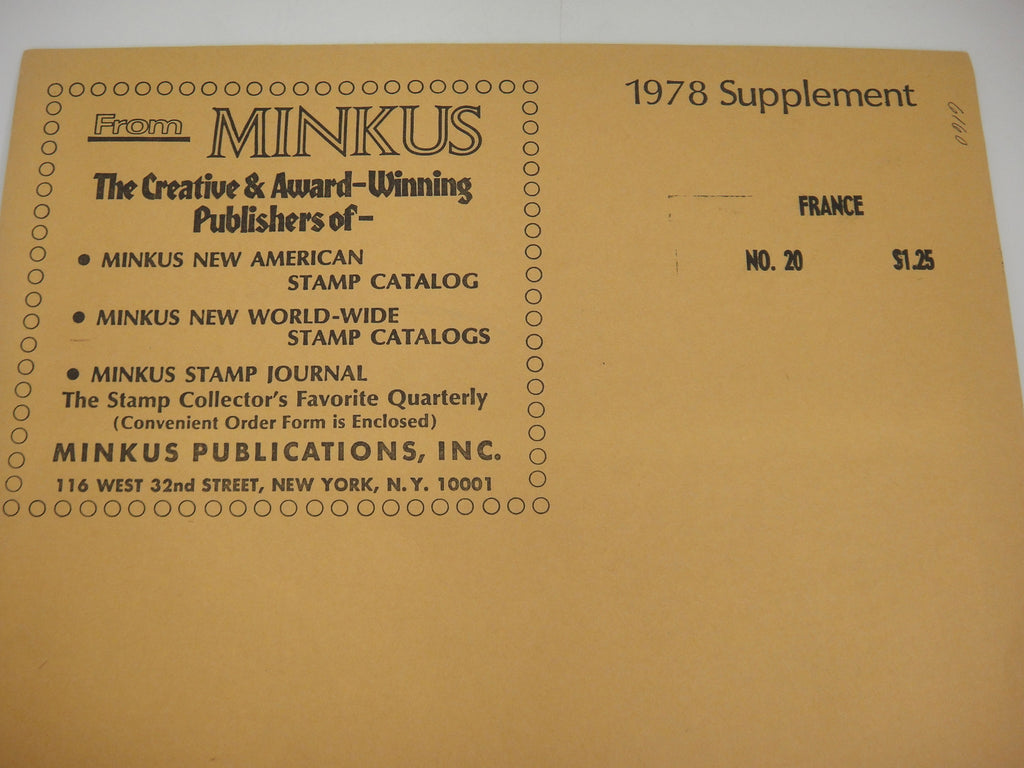 From MINKUS
The Creative & Award-Winning
Publishers of-
• MINKUS NEW AMERICAN
STAMP CATALOG
• MINKUS NEW WORLD-WIDE
STAMP CATALOGS
• MINKUS STAMP JOURNAL
The Stamp Collector's Favorite Quarterly
(Convenient Order Form is Enclosed)
MINKUS PUBLICATIONS, INC.
116 WEST 32nd STREET, NEW YORK, N.Y. 10001
1978 Supplement
FRANCE
NO. 20 $1.25